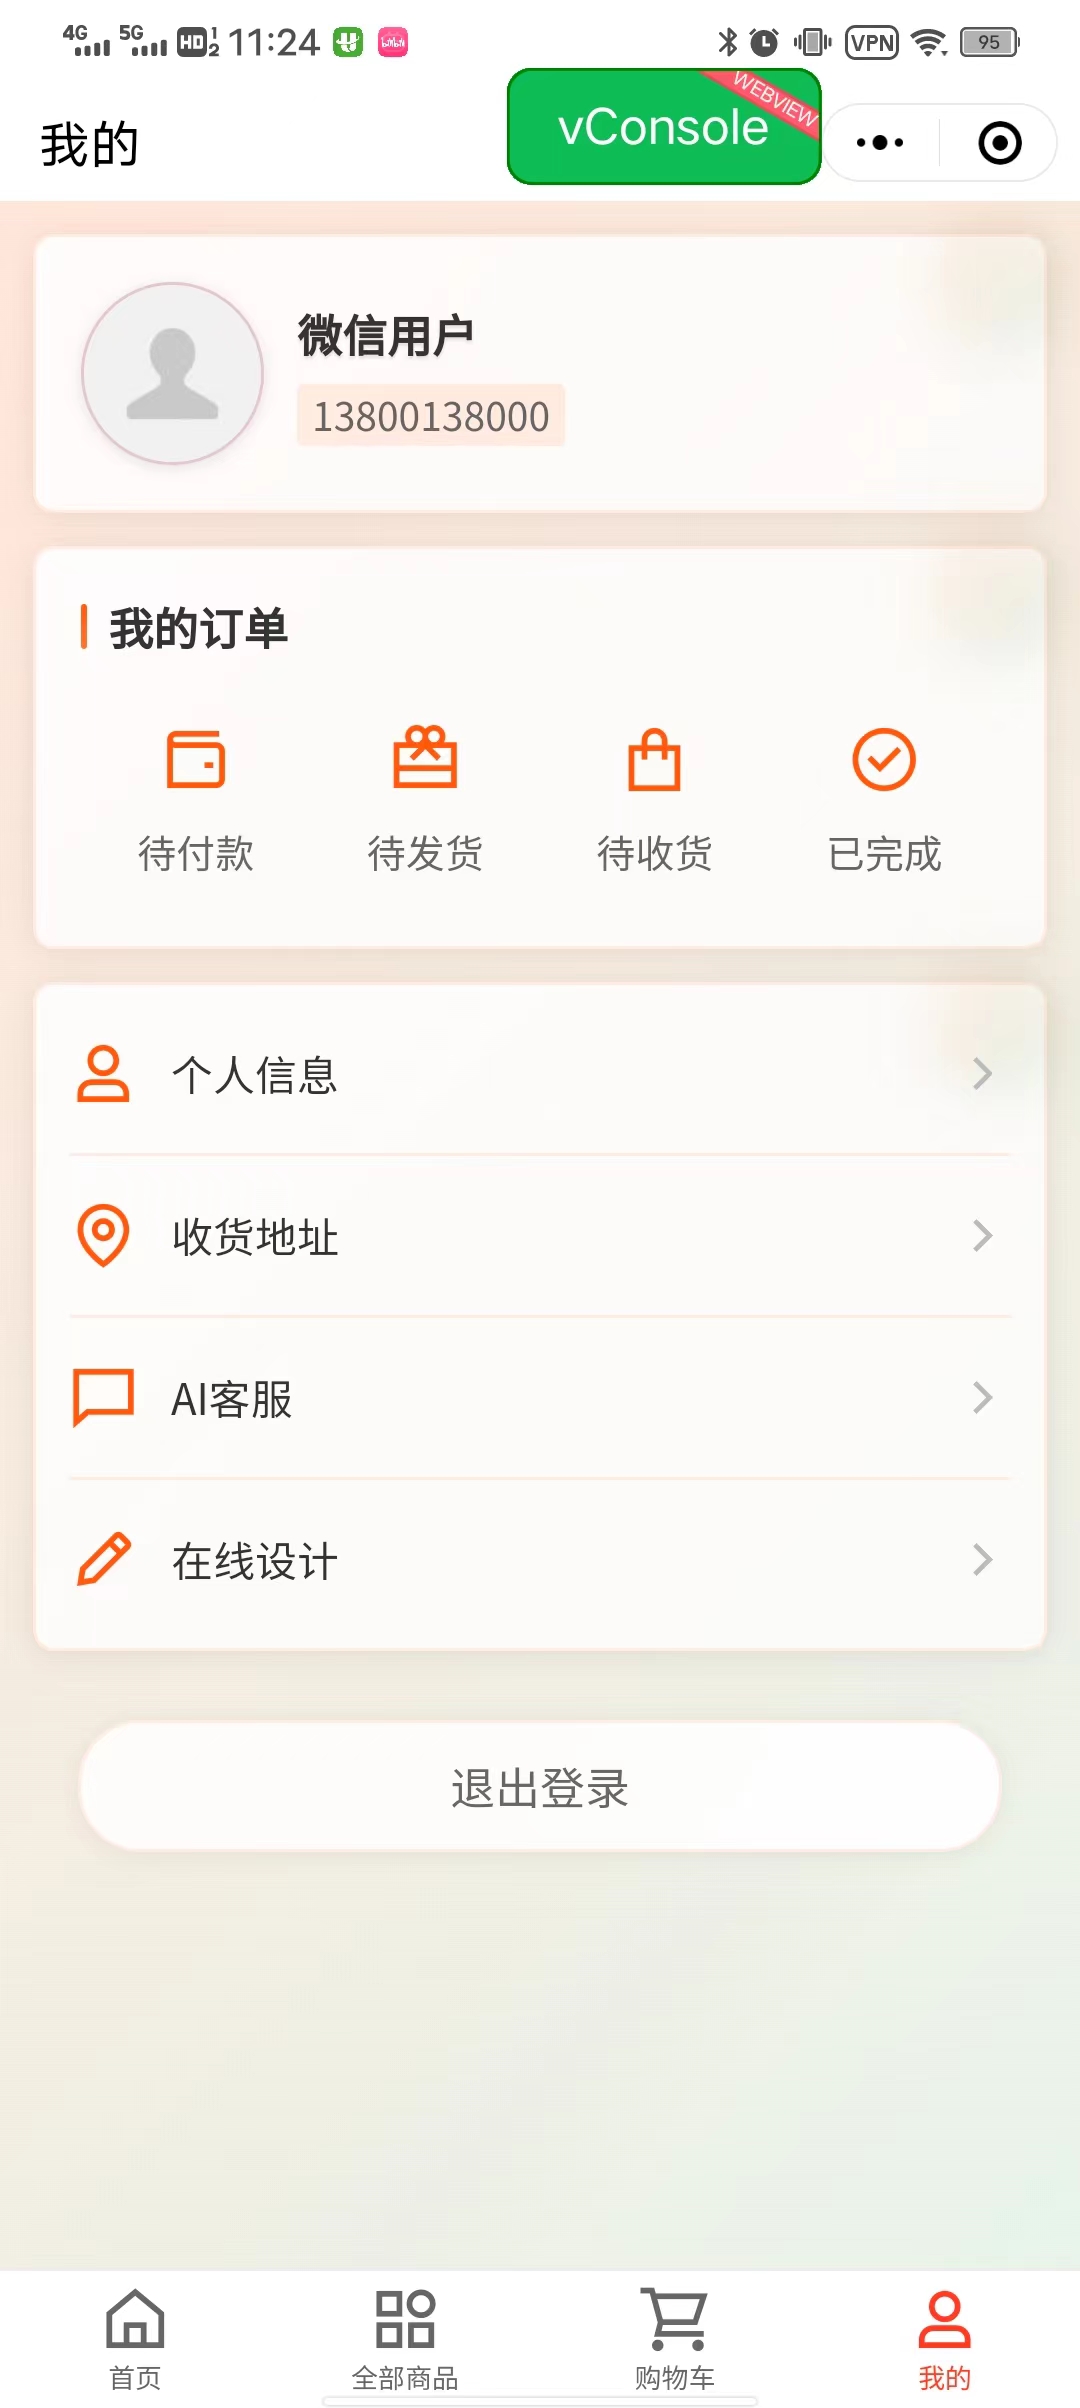 4G 5G HD 1 2 11:24 VPN 95
我的
vConsole
WEBVIEW
微信用户
13800138000
我的订单
待付款 待发货 待收货 已完成
个人信息
收货地址
AI客服
在线设计
退出登录
首页 全部商品 购物车 我的